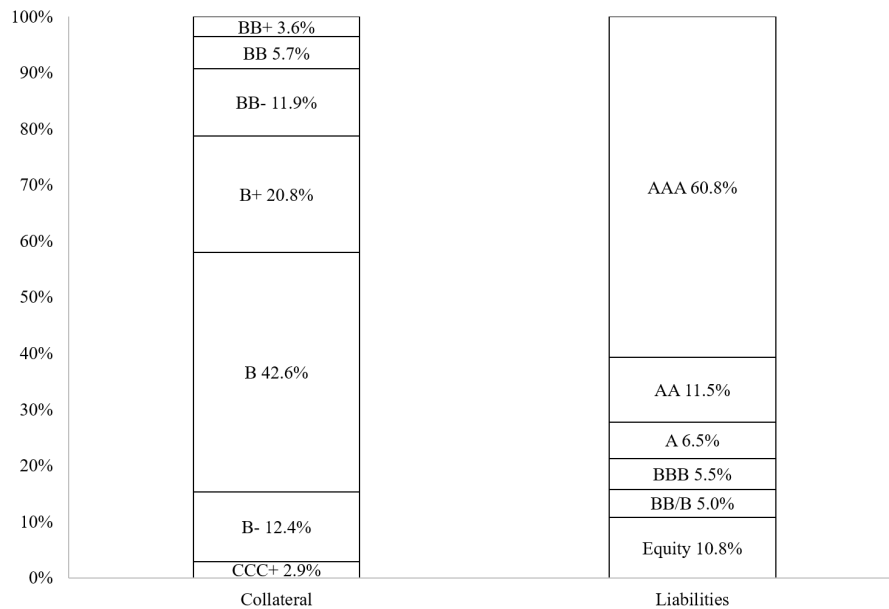 100%
90%
80%
70%
60%
50%
40%
30%
20%
10%
0%
BB+ 3.6%
BB 5.7%
BB- 11.9%
B+ 20.8%
B 42.6%
B- 12.4%
CCC+ 2.9%
Collateral
AAA 60.8%
AA 11.5%
A 6.5%
BBB 5.5%
BB/B 5.0%
Equity 10.8%
Liabilities